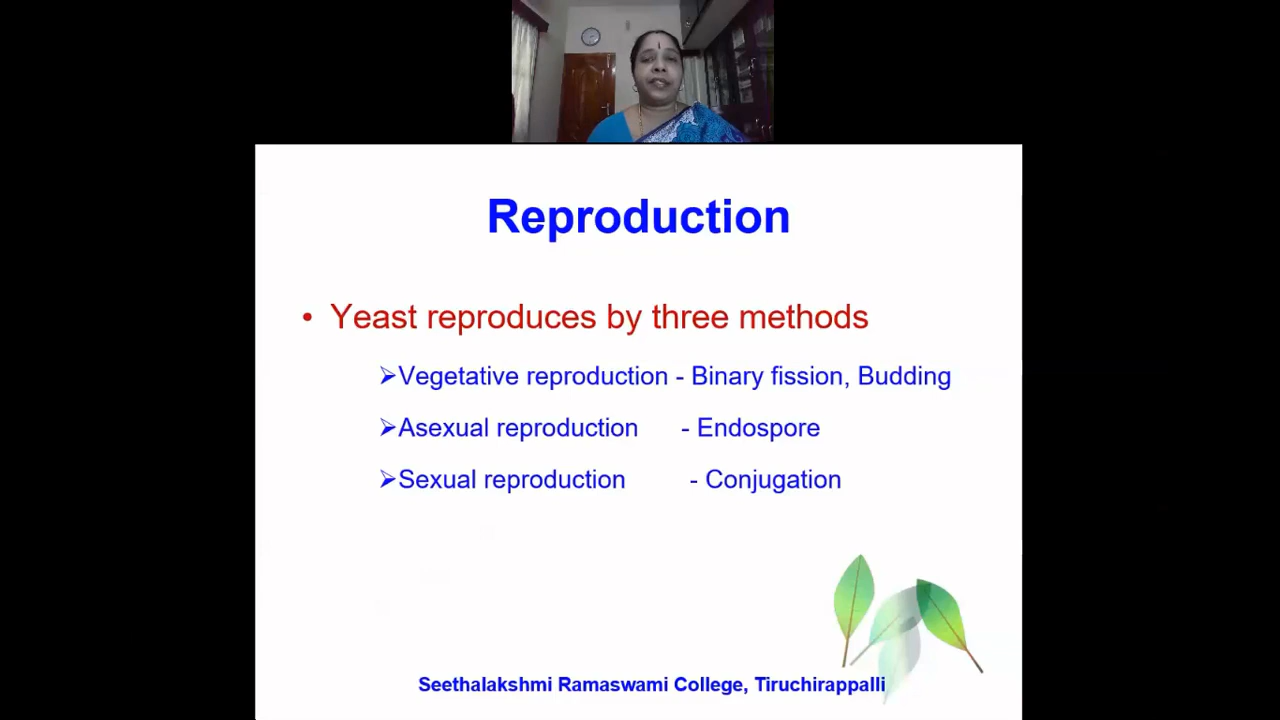 Reproduction
• Yeast reproduces by three methods
➢Vegetative reproduction - Binary fission, Budding
➢Asexual reproduction - Endospore
➢Sexual reproduction - Conjugation
Seethalakshmi Ramaswami College, Tiruchirappalli